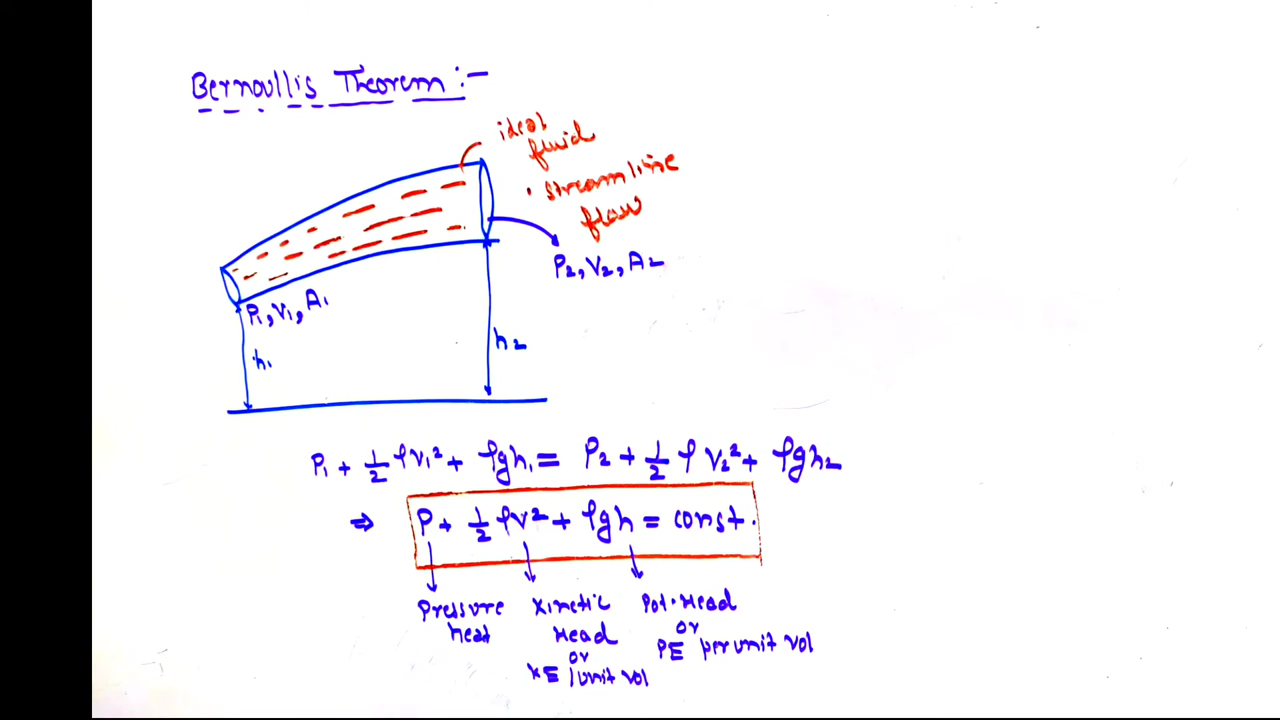 Bernoullis Theorem :-
ideal
fluid
• streamline
flow
P₂, V₂, A₂
P₁, V₁, A₁
h₁
h₂
P₁ + 1/2 ρv₁² + ρgh₁ = P₂ + 1/2 ρ v₂² + ρgh₂
⇒ P + 1/2 ρv² + ρgh = const.
Pressure
heat
Kinetic
Head
or
KE / unit vol
Pot. Head
or
PE per unit vol